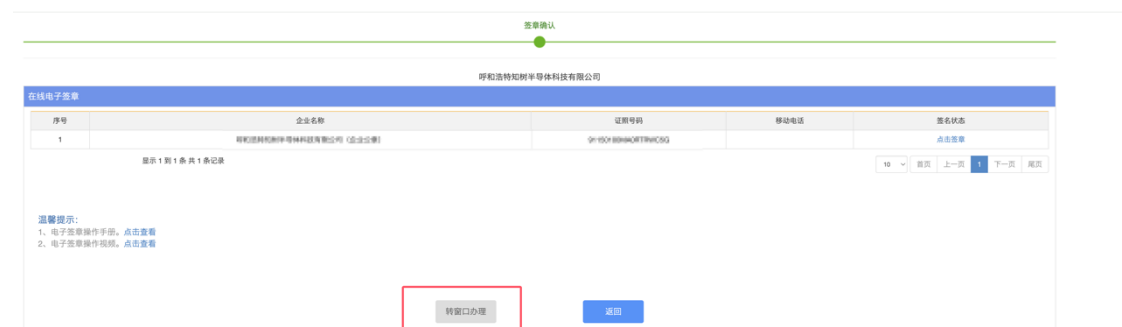 签章确认
呼和浩特知树半导体科技有限公司
在线电子签章
序号 企业名称 证照号码 移动电话 签名状态
1 点击签章
显示 1 到 1 条 共 1 条记录 10 首页 上一页 1 下一页 尾页
温馨提示：
1、电子签章操作手册。点击查看
2、电子签章操作视频。点击查看
转窗口办理 返回